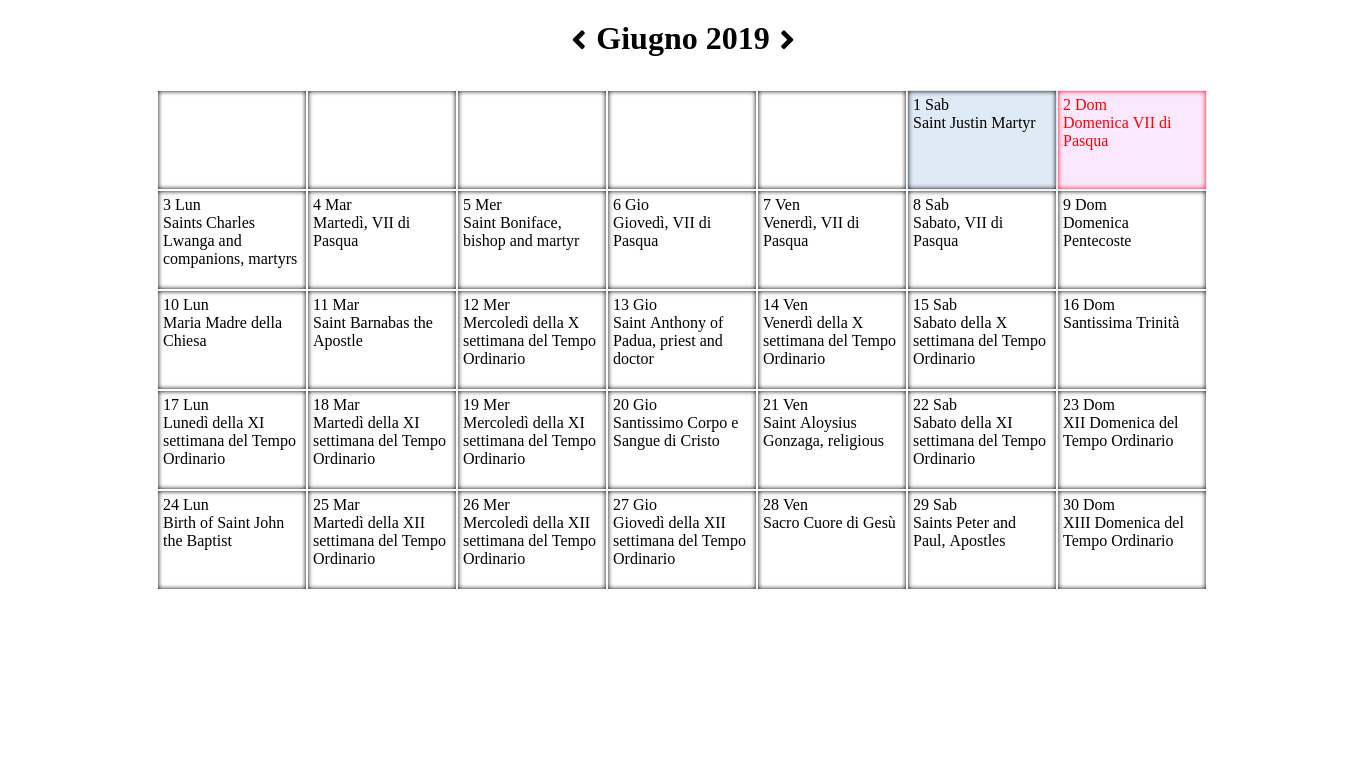 Giugno 2019
1 Sab
Saint Justin Martyr
2 Dom
Domenica VII di
Pasqua
3 Lun
Saints Charles
Lwanga and
companions, martyrs
4 Mar
Martedì, VII di
Pasqua
5 Mer
Saint Boniface,
bishop and martyr
6 Gio
Giovedì, VII di
Pasqua
7 Ven
Venerdì, VII di
Pasqua
8 Sab
Sabato, VII di
Pasqua
9 Dom
Domenica
Pentecoste
10 Lun
Maria Madre della
Chiesa
11 Mar
Saint Barnabas the
Apostle
12 Mer
Mercoledì della X
settimana del Tempo
Ordinario
13 Gio
Saint Anthony of
Padua, priest and
doctor
14 Ven
Venerdì della X
settimana del Tempo
Ordinario
15 Sab
Sabato della X
settimana del Tempo
Ordinario
16 Dom
Santissima Trinità
17 Lun
Lunedì della XI
settimana del Tempo
Ordinario
18 Mar
Martedì della XI
settimana del Tempo
Ordinario
19 Mer
Mercoledì della XI
settimana del Tempo
Ordinario
20 Gio
Santissimo Corpo e
Sangue di Cristo
21 Ven
Saint Aloysius
Gonzaga, religious
22 Sab
Sabato della XI
settimana del Tempo
Ordinario
23 Dom
XII Domenica del
Tempo Ordinario
24 Lun
Birth of Saint John
the Baptist
25 Mar
Martedì della XII
settimana del Tempo
Ordinario
26 Mer
Mercoledì della XII
settimana del Tempo
Ordinario
27 Gio
Giovedì della XII
settimana del Tempo
Ordinario
28 Ven
Sacro Cuore di Gesù
29 Sab
Saints Peter and
Paul, Apostles
30 Dom
XIII Domenica del
Tempo Ordinario